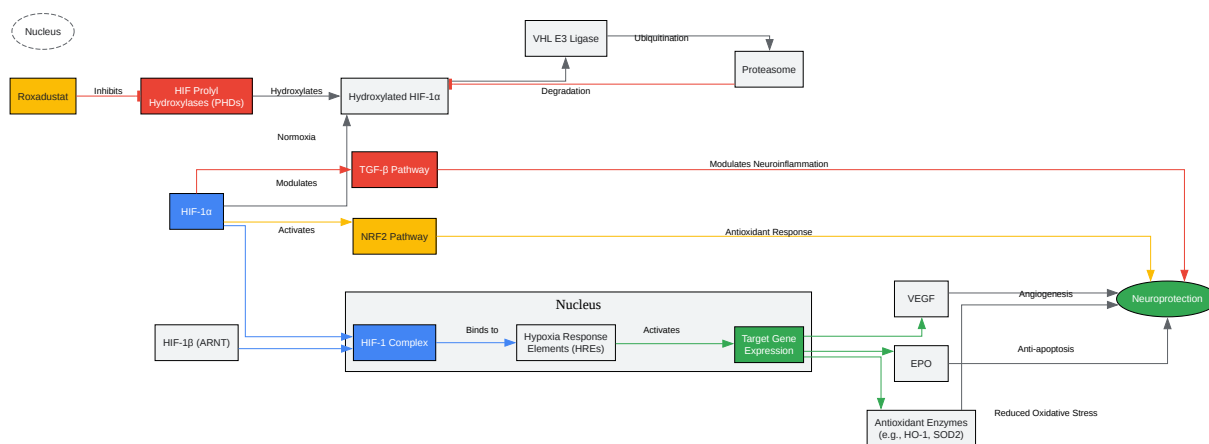 Nucleus
VHL E3 Ligase
Ubiquitination
Proteasome
Roxadustat
Inhibits
HIF Prolyl
Hydroxylases (PHDs)
Hydroxylates
Hydroxylated HIF-1α
Degradation
Normoxia
TGF-β Pathway
Modulates Neuroinflammation
Modulates
HIF-1α
Activates
NRF2 Pathway
Antioxidant Response
Nucleus
VEGF
Angiogenesis
Neuroprotection
HIF-1β (ARNT)
HIF-1 Complex
Binds to
Hypoxia Response
Elements (HREs)
Activates
Target Gene
Expression
EPO
Anti-apoptosis
Antioxidant Enzymes
(e.g., HO-1, SOD2)
Reduced Oxidative Stress